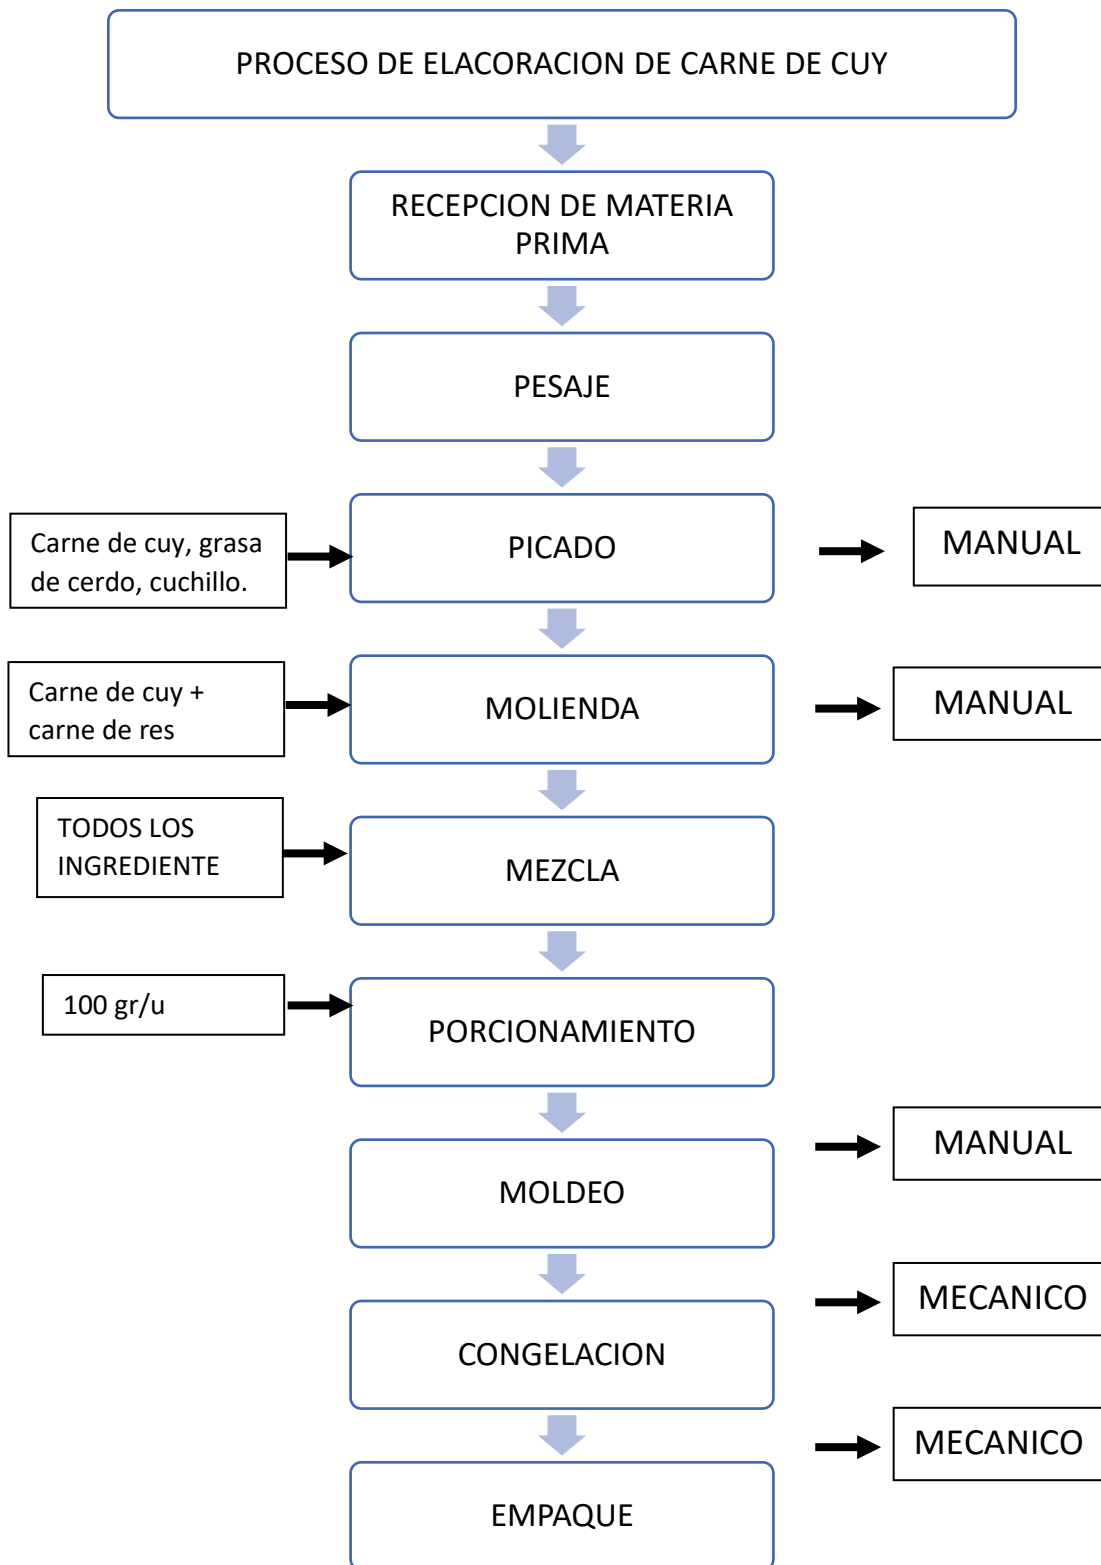 PROCESO DE ELACORACION DE CARNE DE CUY
RECEPCION DE MATERIA
PRIMA
PESAJE
Carne de cuy, grasa
de cerdo, cuchillo.
PICADO
MANUAL
Carne de cuy +
carne de res
MOLIENDA
MANUAL
TODOS LOS
INGREDIENTE
MEZCLA
100 gr/u
PORCIONAMIENTO
MOLDEO
MANUAL
CONGELACION
MECANICO
EMPAQUE
MECANICO